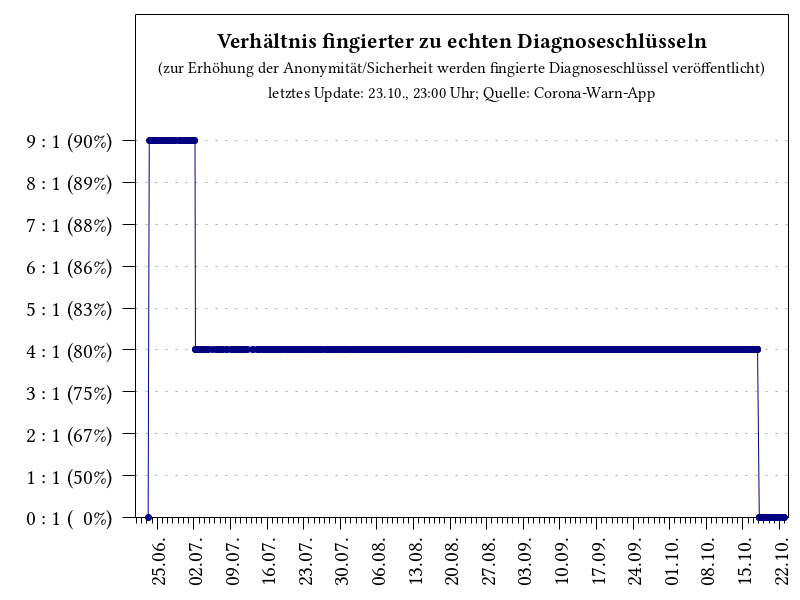 Verhältnis fingierter zu echten Diagnoseschlüsseln
(zur Erhöhung der Anonymität/Sicherheit werden fingierte Diagnoseschlüssel veröffentlicht)
letztes Update: 23.10., 23:00 Uhr; Quelle: Corona-Warn-App
9 : 1 (90%)
8 : 1 (89%)
7 : 1 (88%)
6 : 1 (86%)
5 : 1 (83%)
4 : 1 (80%)
3 : 1 (75%)
2 : 1 (67%)
1 : 1 (50%)
0 : 1 (  0%)
25.06.
02.07.
09.07.
16.07.
23.07.
30.07.
06.08.
13.08.
20.08.
27.08.
03.09.
10.09.
17.09.
24.09.
01.10.
08.10.
15.10.
22.10.